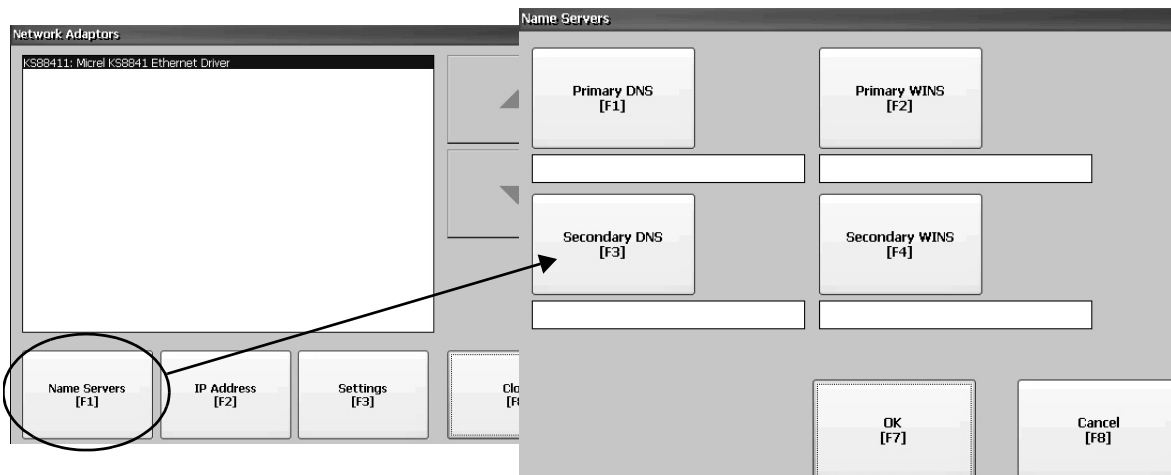 Network Adaptors
KS88411: Micrel KS8841 Ethernet Driver
Name Servers
[F1]
IP Address
[F2]
Settings
[F3]
Name Servers
Primary DNS
[F1]
Primary WINS
[F2]
Secondary DNS
[F3]
Secondary WINS
[F4]
OK
[F7]
Cancel
[F8]